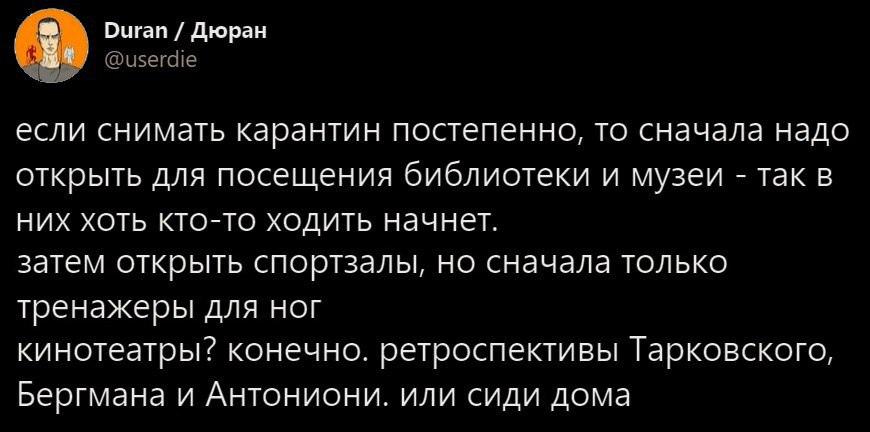 Duran / Дюран
@userdie
если снимать карантин постепенно, то сначала надо
открыть для посещения библиотеки и музеи - так в
них хоть кто-то ходить начнет.
затем открыть спортзалы, но сначала только
тренажеры для ног
кинотеатры? конечно. ретроспективы Тарковского,
Бергмана и Антониони. или сиди дома